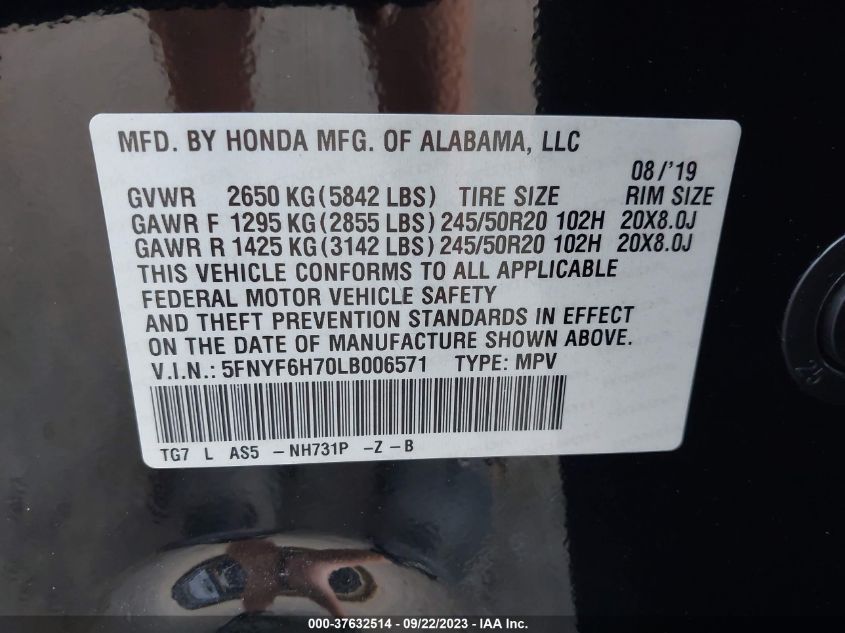 MFD. BY HONDA MFG. OF ALABAMA, LLC
08/'19
GVWR 2650 KG(5842 LBS) TIRE SIZE RIM SIZE
GAWR F 1295 KG(2855 LBS) 245/50R20 102H 20X8.0J
GAWR R 1425 KG(3142 LBS) 245/50R20 102H 20X8.0J
THIS VEHICLE CONFORMS TO ALL APPLICABLE
FEDERAL MOTOR VEHICLE SAFETY
AND THEFT PREVENTION STANDARDS IN EFFECT
ON THE DATE OF MANUFACTURE SHOWN ABOVE.
V.I.N.: 5FNYF6H70LB006571 TYPE: MPV
TG7 L AS5 -NH731P -Z-B
25
000-37632514 - 09/22/2023 - © IAA Inc.